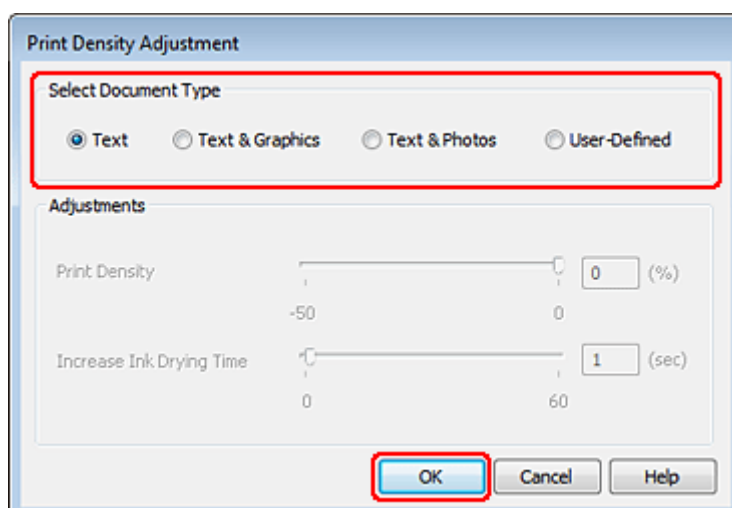 Print Density Adjustment
Select Document Type
Text Text & Graphics Text & Photos User-Defined
Adjustments
Print Density 0 (%)
-50 0
Increase Ink Drying Time 1 (sec)
0 60
OK Cancel Help